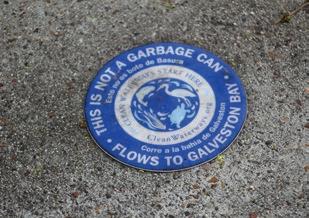 THIS IS NOT A GARBAGE CAN
Esto no es bote de Basura
CLEAN WATERWAYS START HERE
CleanWaterways.org
Corre a la bahia de Galveston
FLOWS TO GALVESTON BAY